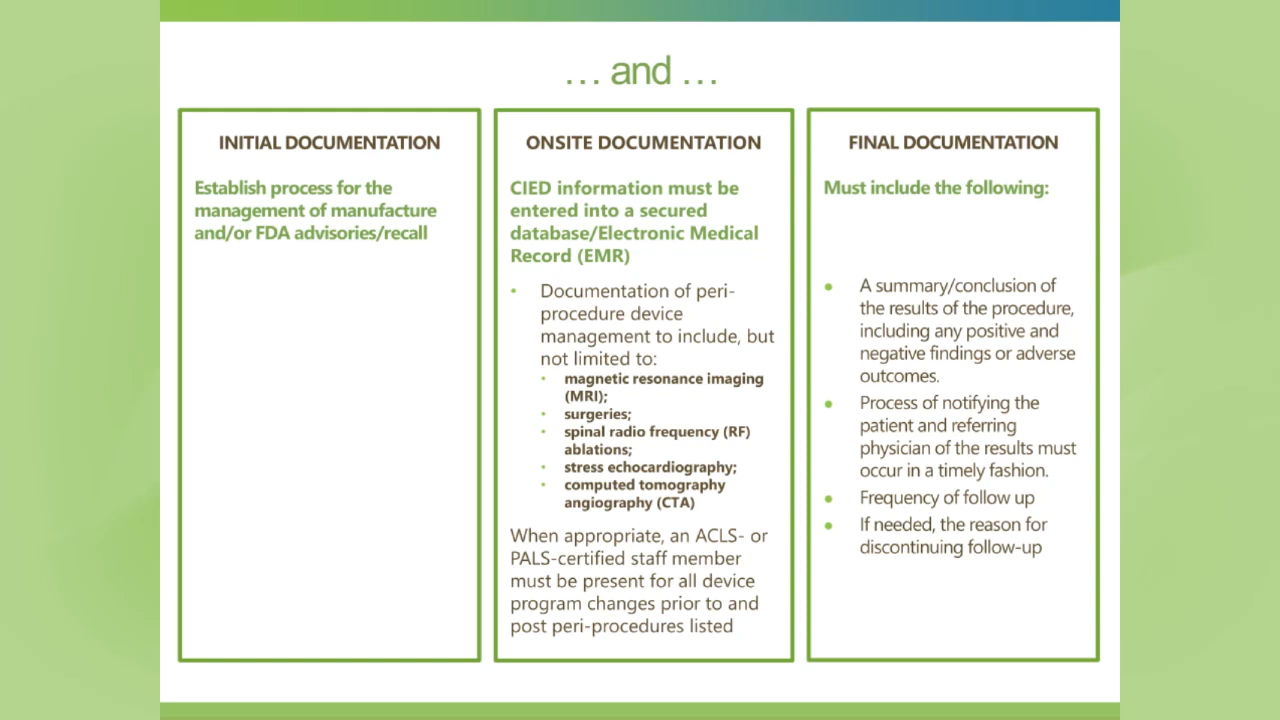 ... and ...
INITIAL DOCUMENTATION
Establish process for the
management of manufacture
and/or FDA advisories/recall
ONSITE DOCUMENTATION
CIED information must be
entered into a secured
database/Electronic Medical
Record (EMR)
• Documentation of peri-
procedure device
management to include, but
not limited to:
• magnetic resonance imaging
(MRI);
• surgeries;
• spinal radio frequency (RF)
ablations;
• stress echocardiography;
• computed tomography
angiography (CTA)
When appropriate, an ACLS- or
PALS-certified staff member
must be present for all device
program changes prior to and
post peri-procedures listed
FINAL DOCUMENTATION
Must include the following:
• A summary/conclusion of
the results of the procedure,
including any positive and
negative findings or adverse
outcomes.
• Process of notifying the
patient and referring
physician of the results must
occur in a timely fashion.
• Frequency of follow up
• If needed, the reason for
discontinuing follow-up